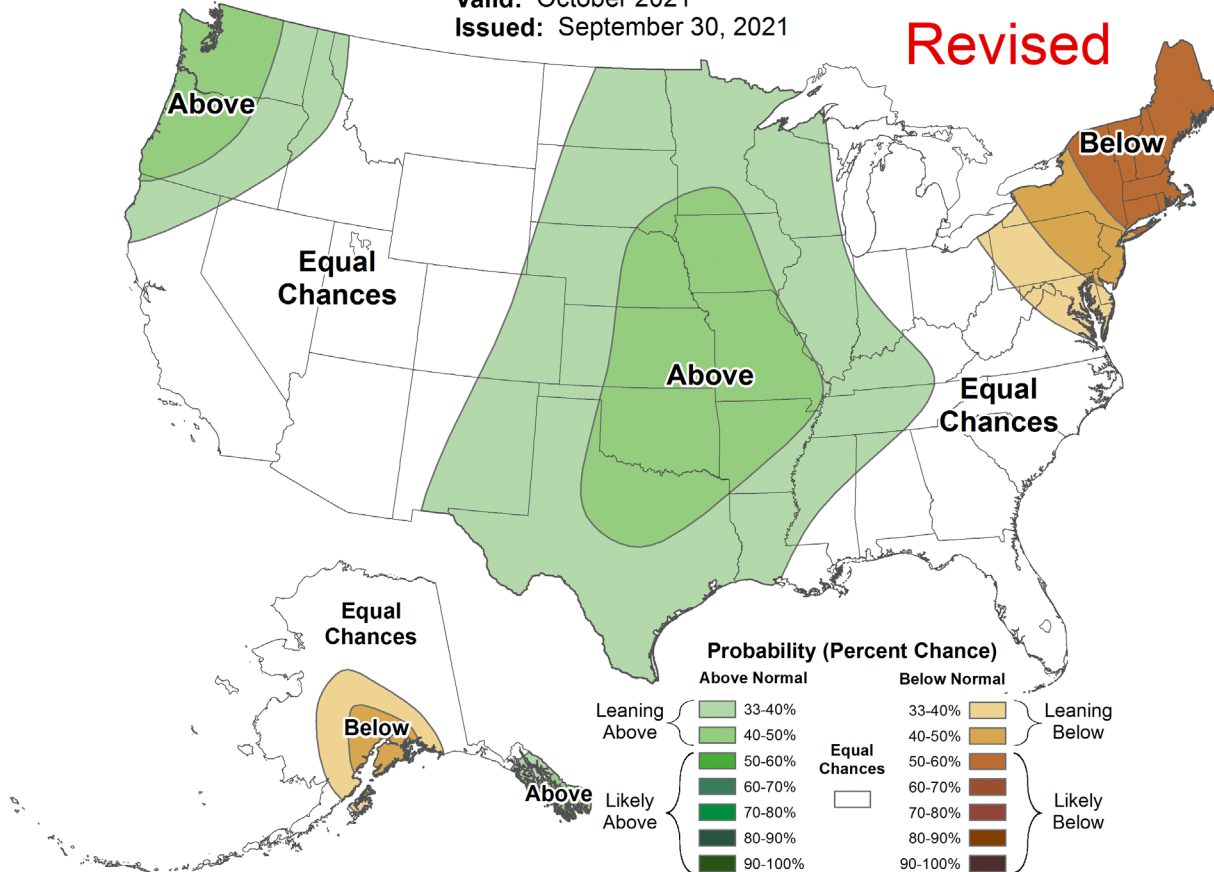 Valid: October 2021
Issued: September 30, 2021
Revised
Above
Below
Equal
Chances
Above
Equal
Chances
Equal
Chances
Below
Above
Probability (Percent Chance)
Above Normal
Below Normal
Leaning
Above
33-40%
40-50%
Likely
Above
50-60%
60-70%
70-80%
80-90%
90-100%
Equal
Chances
33-40%
40-50%
Leaning
Below
50-60%
60-70%
70-80%
80-90%
90-100%
Likely
Below